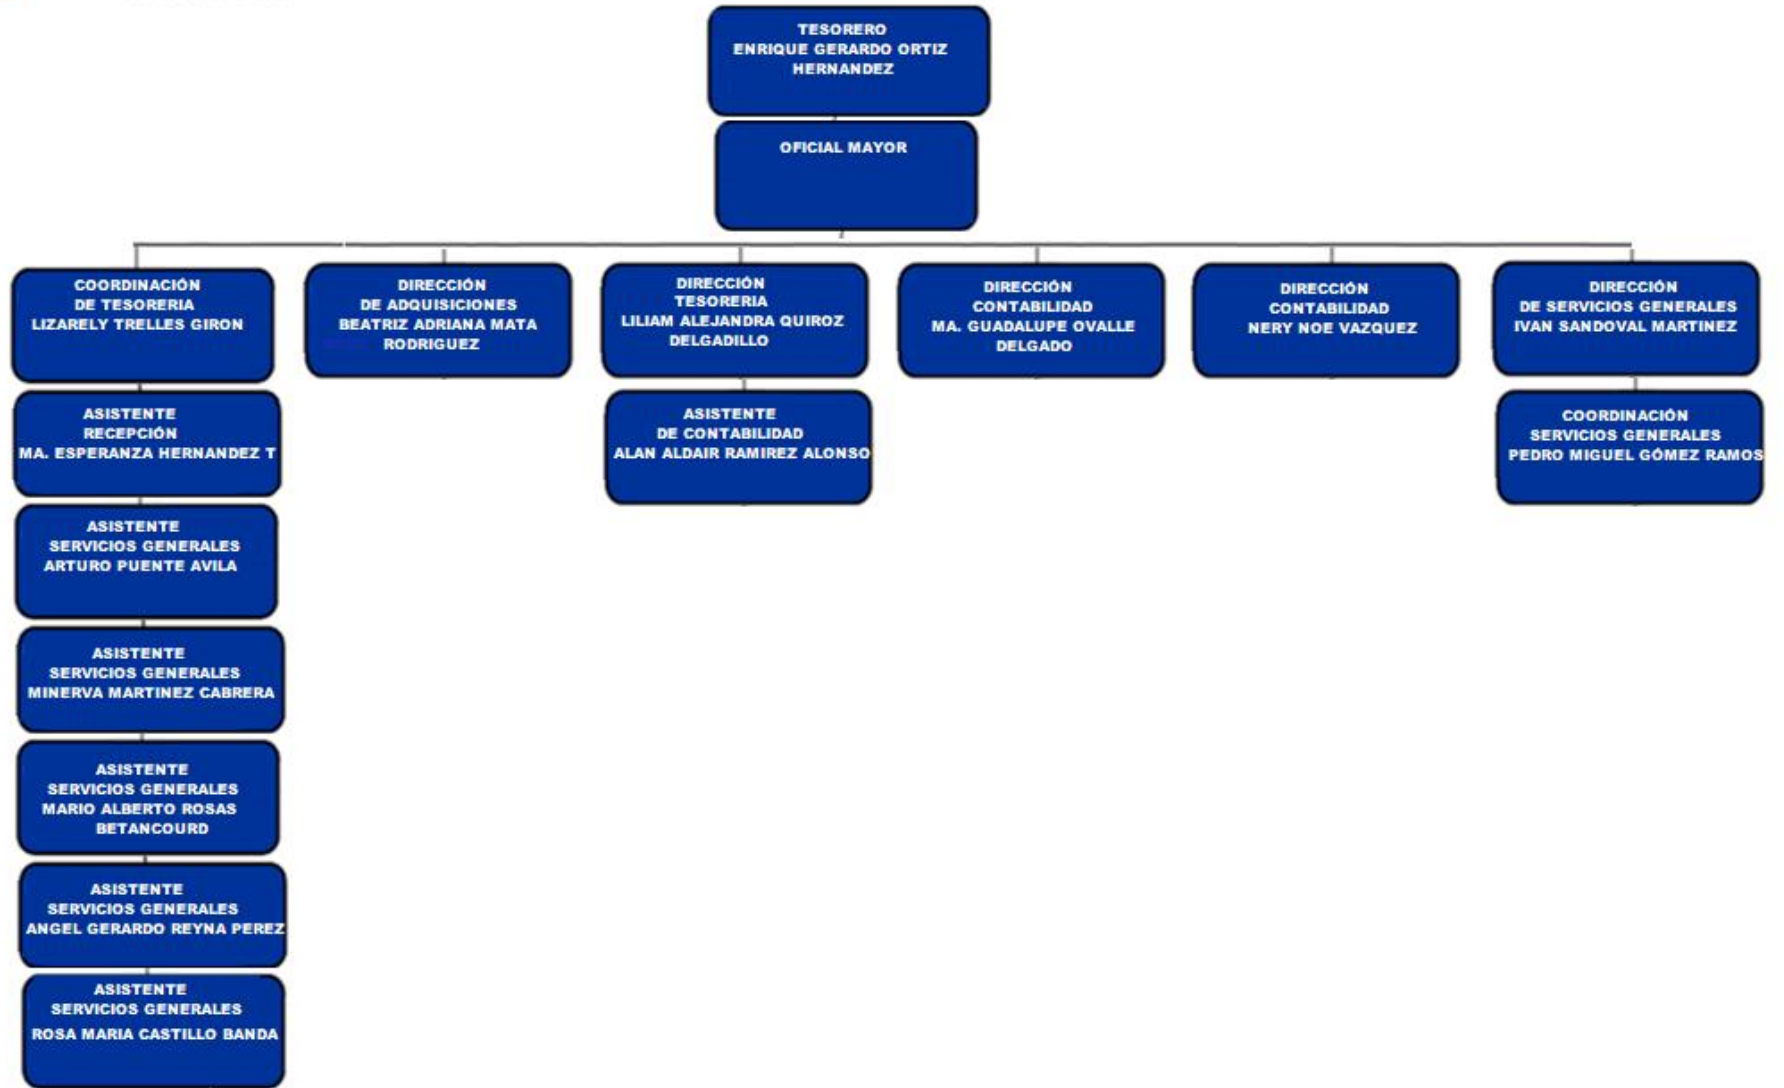 TESORERO
ENRIQUE GERARDO ORTIZ
HERNANDEZ
OFICIAL MAYOR
COORDINACIÓN
DE TESORERIA
LIZARELY TRELLES GIRON
DIRECCIÓN
DE ADQUISICIONES
BEATRIZ ADRIANA MATA
RODRIGUEZ
DIRECCIÓN
TESORERIA
LILIAM ALEJANDRA QUIROZ
DELGADILLO
DIRECCIÓN
CONTABILIDAD
MA. GUADALUPE OVALLE
DELGADO
DIRECCIÓN
CONTABILIDAD
NERY NOE VAZQUEZ
DIRECCIÓN
DE SERVICIOS GENERALES
IVAN SANDOVAL MARTINEZ
ASISTENTE
RECEPCIÓN
MA. ESPERANZA HERNANDEZ T
ASISTENTE
DE CONTABILIDAD
ALAN ALDAIR RAMIREZ ALONSO
COORDINACIÓN
SERVICIOS GENERALES
PEDRO MIGUEL GÓMEZ RAMOS
ASISTENTE
SERVICIOS GENERALES
ARTURO PUENTE AVILA
ASISTENTE
SERVICIOS GENERALES
MINERVA MARTINEZ CABRERA
ASISTENTE
SERVICIOS GENERALES
MARIO ALBERTO ROSAS
BETANCOURD
ASISTENTE
SERVICIOS GENERALES
ANGEL GERARDO REYNA PEREZ
ASISTENTE
SERVICIOS GENERALES
ROSA MARIA CASTILLO BANDA